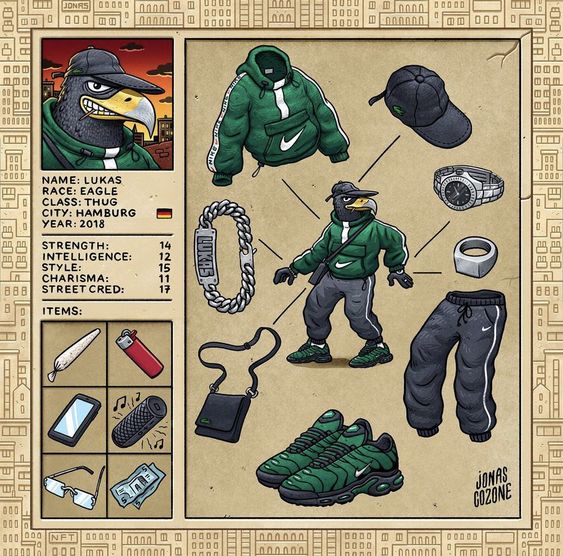 JONAS
NAME: LUKAS
RACE: EAGLE
CLASS: THUG
CITY: HAMBURG
YEAR: 2018
STRENGTH: 14
INTELLIGENCE: 12
STYLE: 15
CHARISMA: 11
STREET CRED: 17
ITEMS:
JONAS
GOZONE
NFT